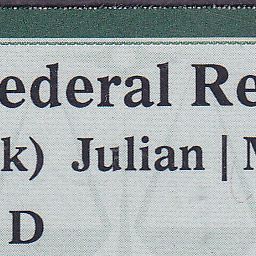 ederal Re
k) Julian | M
D